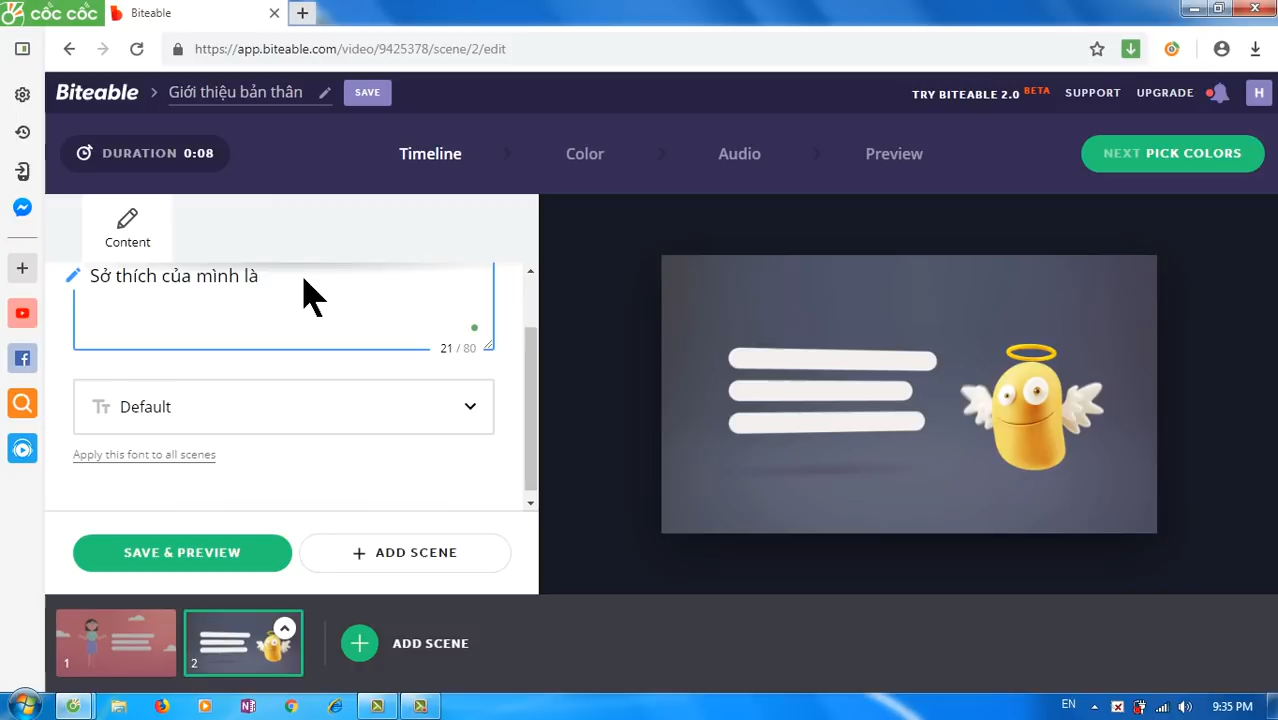 CỐC CỐC
Biteable
https://app.biteable.com/video/9425378/scene/2/edit
Biteable
Giới thiệu bản thân
SAVE
TRY BITEABLE 2.0 BETA
SUPPORT
UPGRADE
H
DURATION 0:08
Timeline
Color
Audio
Preview
NEXT PICK COLORS
Content
Sở thích của mình là
21 / 80
Default
Apply this font to all scenes
SAVE & PREVIEW
ADD SCENE
1
2
ADD SCENE
EN
9:35 PM